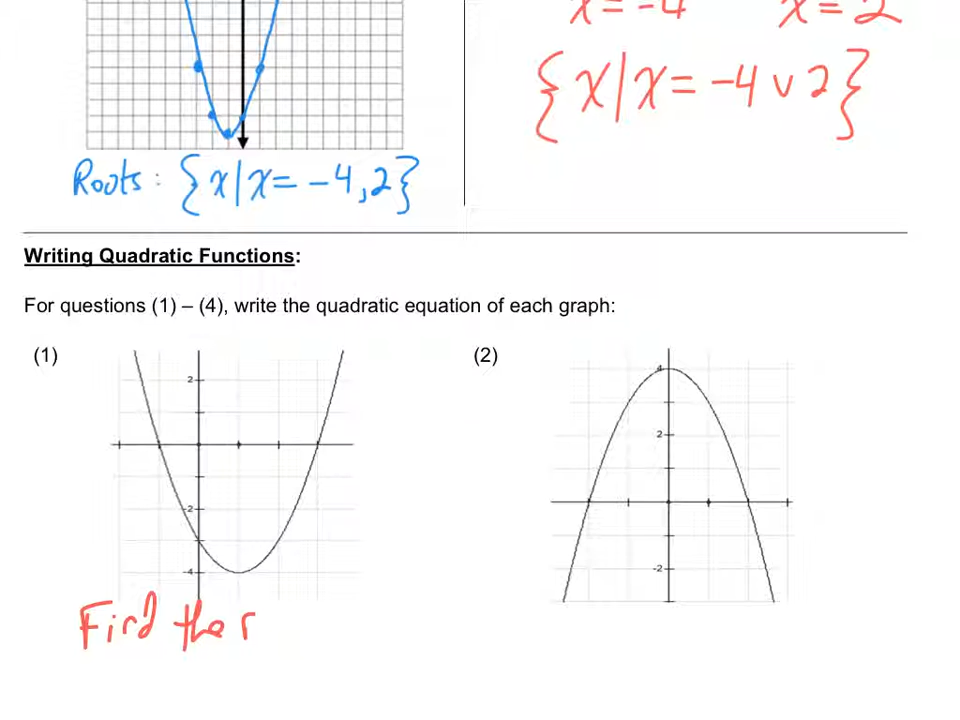 x = -4 x = 2
{x|x = -4 v 2}
Roots: {x|x = -4, 2}
Writing Quadratic Functions:
For questions (1) – (4), write the quadratic equation of each graph:
(1) (2)
2
-2
-4
4
2
-2
Find the r